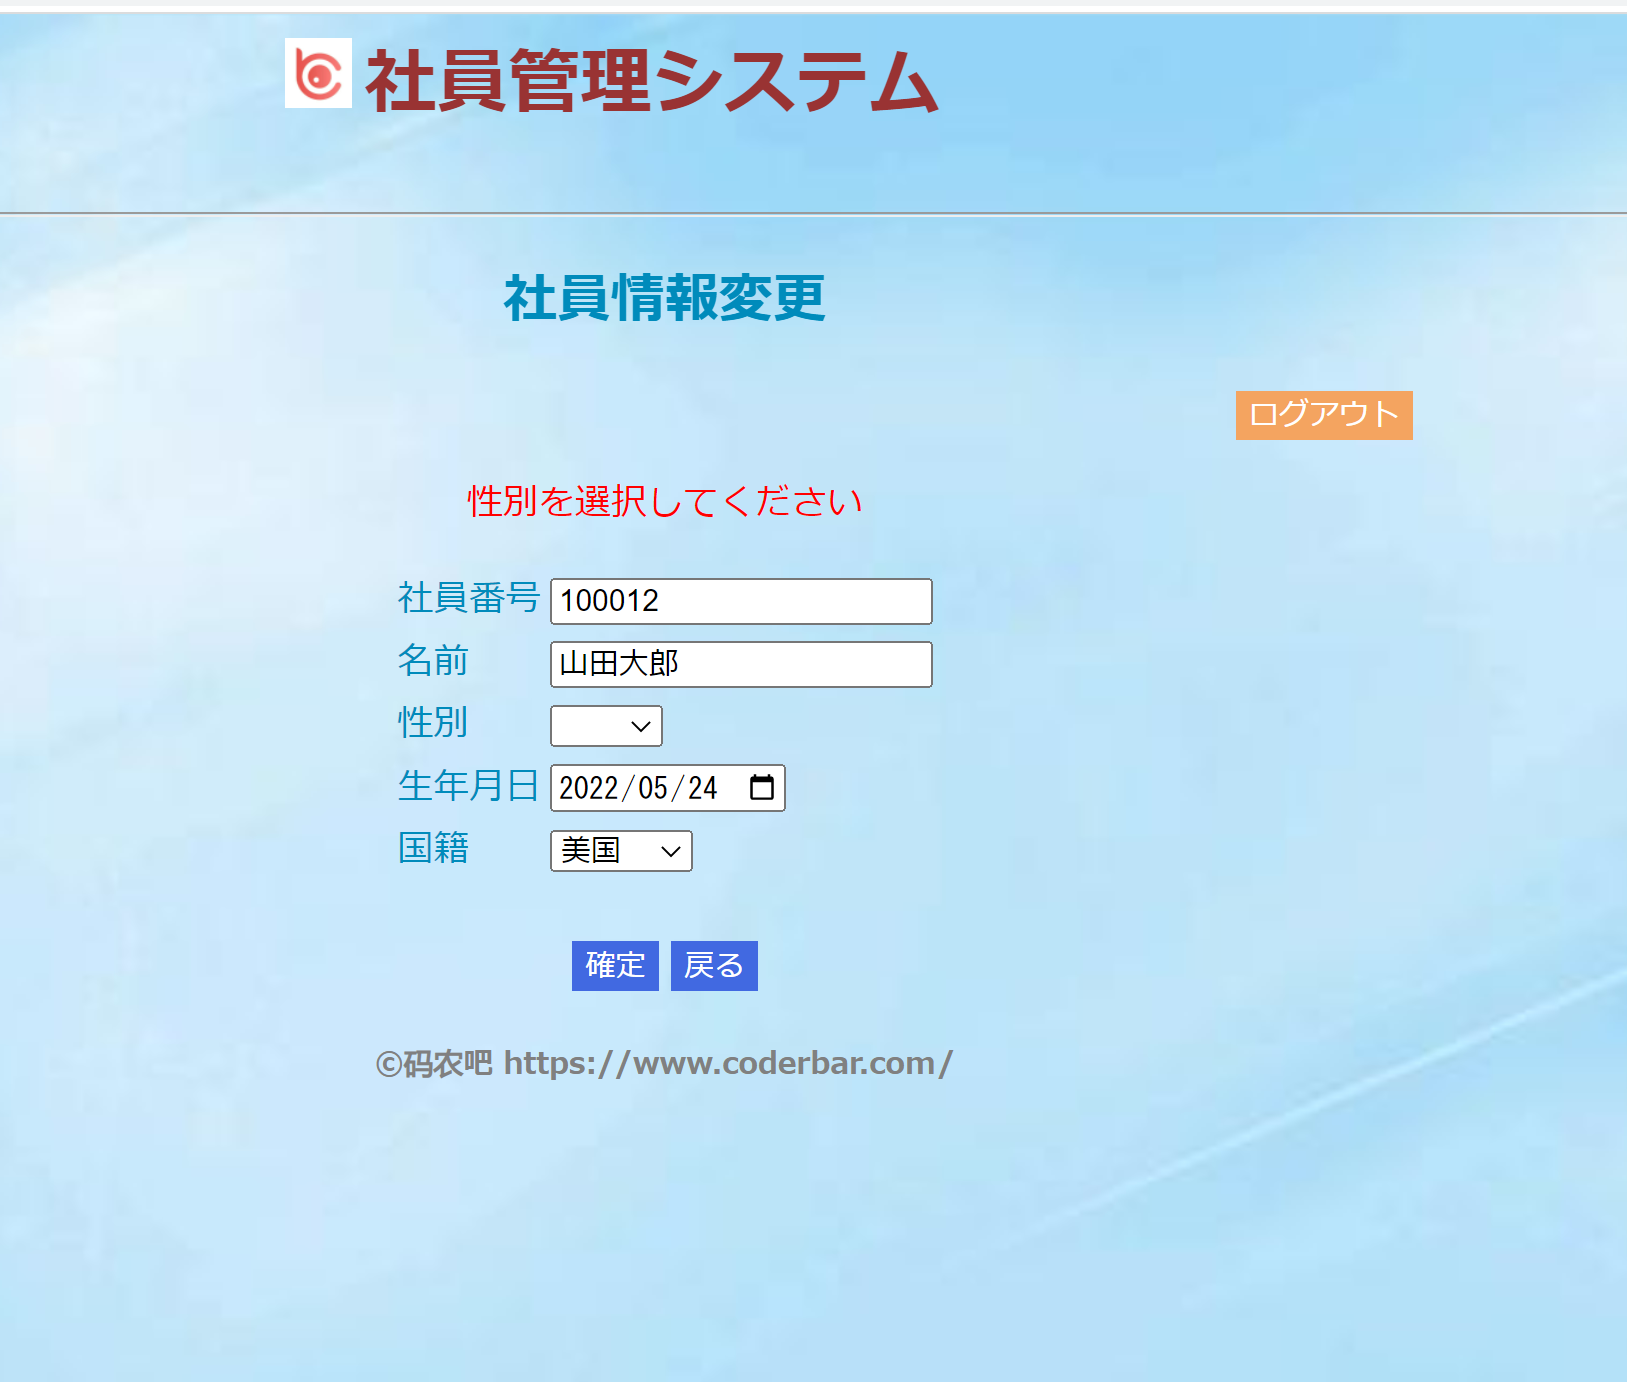 社員管理システム
社員情報変更
ログアウト
性別を選択してください
社員番号 100012
名前 山田大郎
性別
生年月日 2022/05/24
国籍 美国
確定 戻る
©码农吧 https://www.coderbar.com/